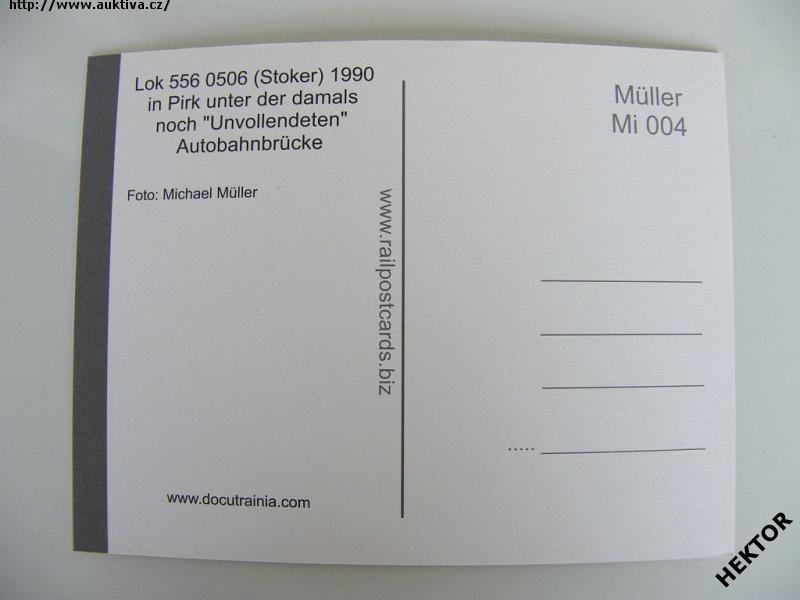 http://www.auktiva.cz/
Lok 556 0506 (Stoker) 1990
in Pirk unter der damals
noch "Unvollendeten"
Autobahnbrücke
Foto: Michael Müller
www.docutrainia.com
www.railpostcards.biz
Müller
Mi 004
.....
HEKTOR